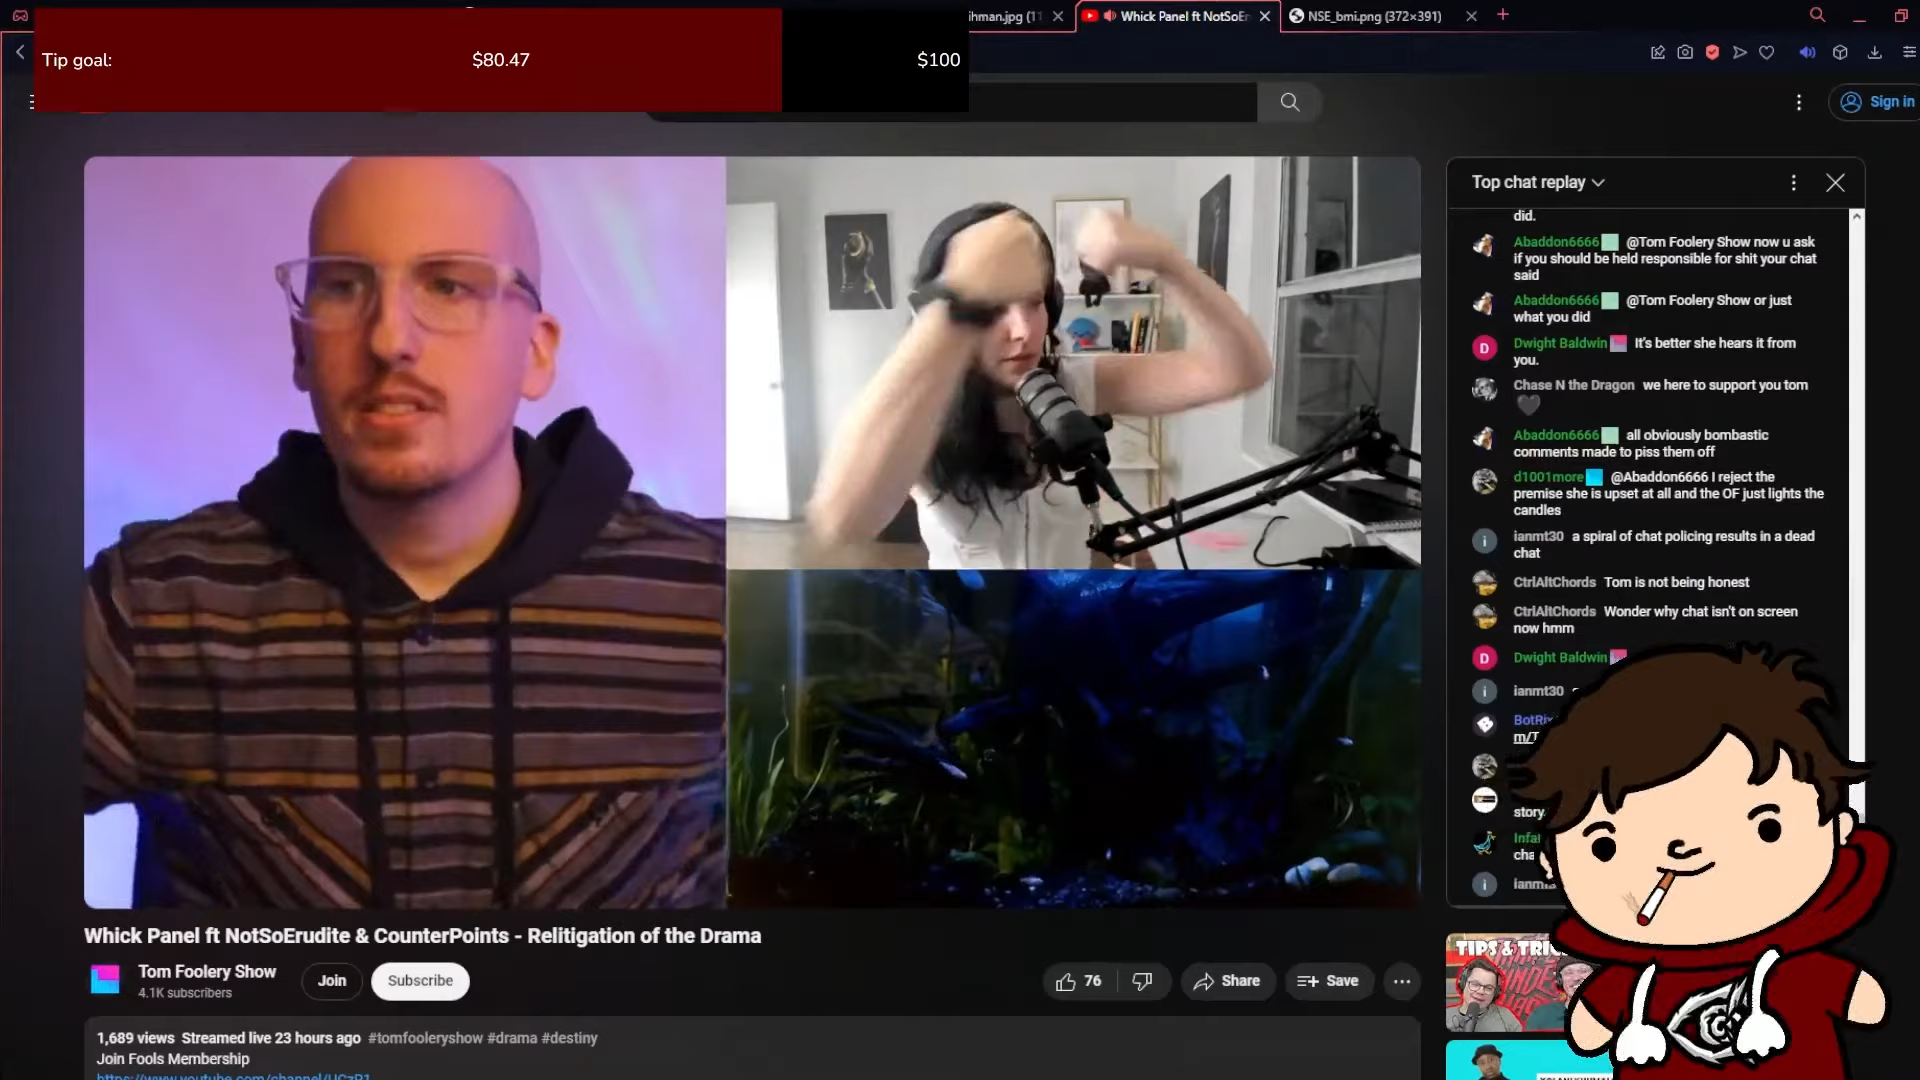 ihman.jpg (11
Whick Panel ft NotSoEr
NSE_bmi.png (372×391)
Tip goal:
$80.47
$100
Sign in
Top chat replay
did.
Abaddon6666 @Tom Foolery Show now u ask
if you should be held responsible for shit your chat
said
Abaddon6666 @Tom Foolery Show or just
what you did
D
Dwight Baldwin It's better she hears it from
you.
Chase N the Dragon we here to support you tom
Abaddon6666 all obviously bombastic
comments made to piss them off
d1001more @Abaddon6666 I reject the
premise she is upset at all and the OF just lights the
candles
i
ianmt30 a spiral of chat policing results in a dead
chat
CtrlAltChords Tom is not being honest
CtrlAltChords Wonder why chat isn't on screen
now hmm
D
Dwight Baldwin
i
ianmt30
BotRix
m/T
story.
Infa
cha
i
ianm
Whick Panel ft NotSoErudite & CounterPoints - Relitigation of the Drama
Tom Foolery Show
4.1K subscribers
Join
Subscribe
76
Share
Save
1,689 views Streamed live 23 hours ago #tomfooleryshow #drama #destiny
Join Fools Membership
TIPS & TRI